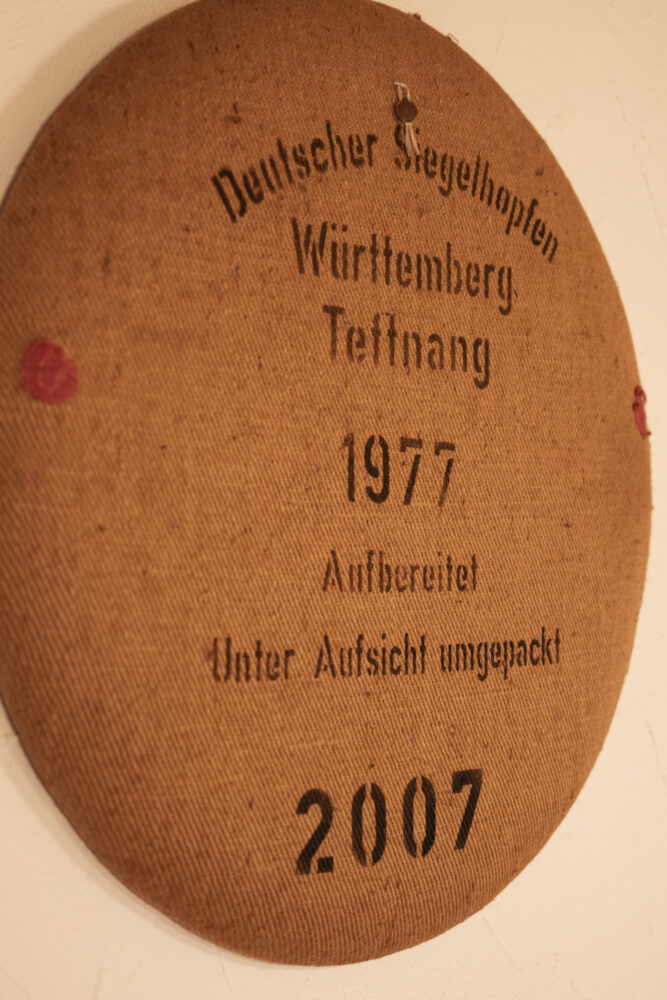 Deutscher Siegelhopfen
Württemberg
Tettnang
1977
Aufbereitet
Unter Aufsicht umgepackt
2007